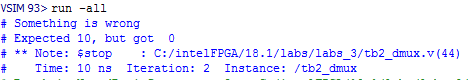 VSIM 93> run -all
# Something is wrong
# Expected 10, but got  0
# ** Note: $stop    : C:/intelFPGA/18.1/labs/labs_3/tb2_dmux.v(44)
#    Time: 10 ns  Iteration: 2  Instance: /tb2_dmux